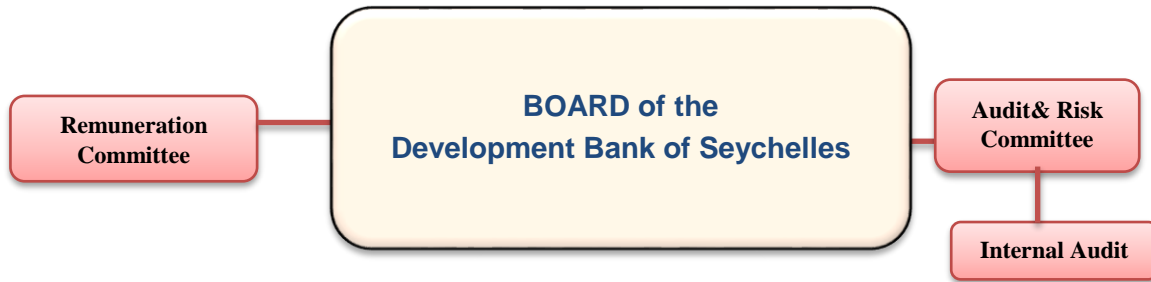 BOARD of the
Development Bank of Seychelles
Remuneration
Committee
Audit& Risk
Committee
Internal Audit